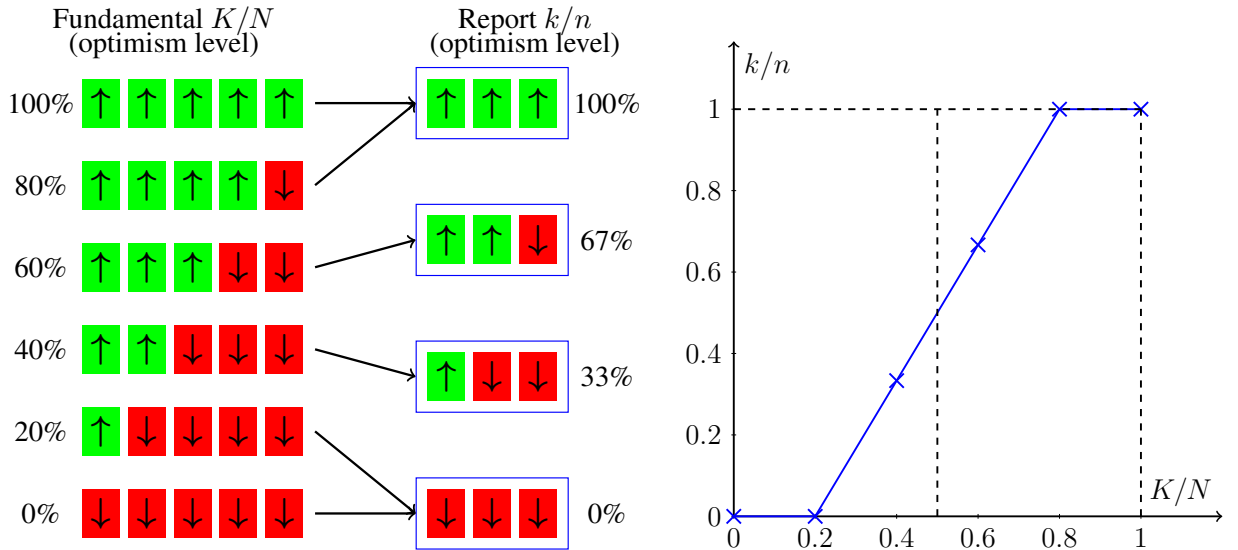 Fundamental K/N
(optimism level)
Report k/n
(optimism level)
100% ↑ ↑ ↑ ↑ ↑
↑ ↑ ↑ 100%
80% ↑ ↑ ↑ ↑ ↓
↑ ↑ ↓ 67%
60% ↑ ↑ ↑ ↓ ↓
40% ↑ ↑ ↓ ↓ ↓
↑ ↓ ↓ 33%
20% ↑ ↓ ↓ ↓ ↓
0% ↓ ↓ ↓ ↓ ↓
↓ ↓ ↓ 0%
k/n
1
0.8
0.6
0.4
0.2
0
K/N
0 0.2 0.4 0.6 0.8 1